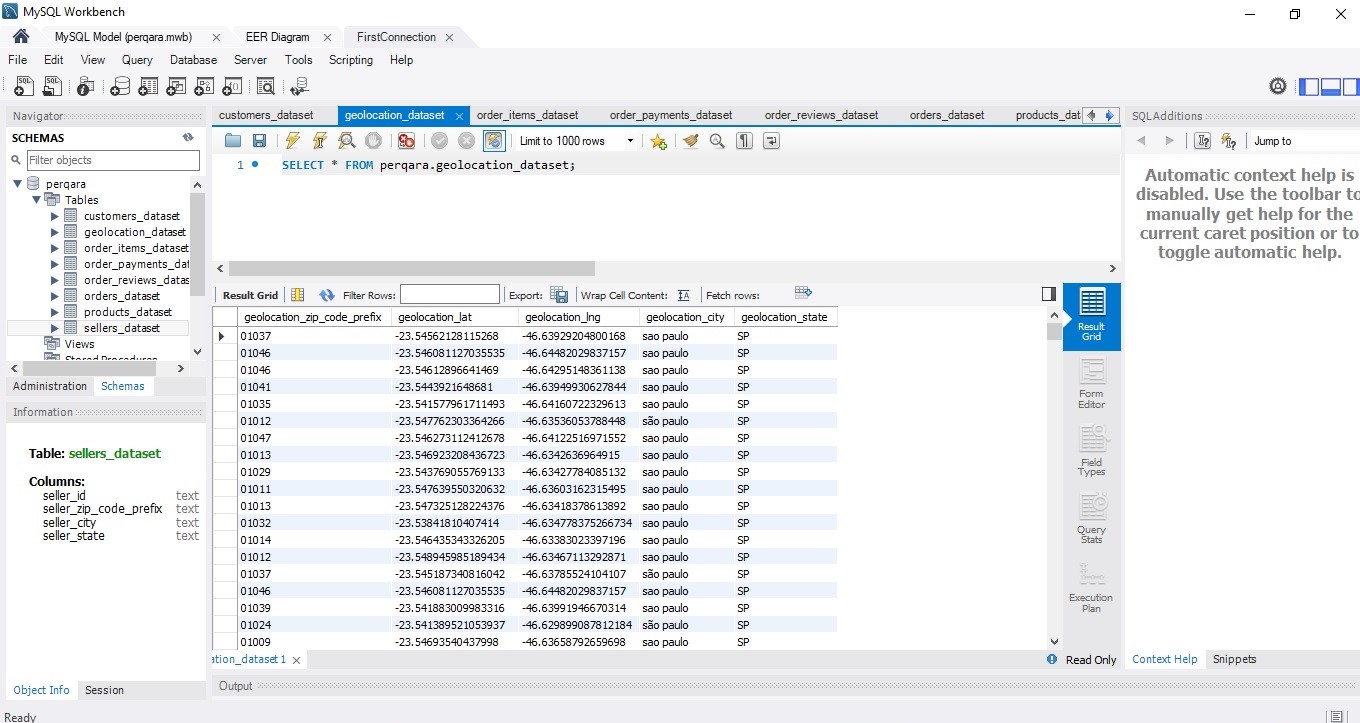 MySQL Workbench
MySQL Model (perqara.mwb) EER Diagram FirstConnection
File Edit View Query Database Server Tools Scripting Help
Navigator
SCHEMAS
Filter objects
perqara
Tables
customers_dataset
geolocation_dataset
order_items_dataset
order_payments_dat
order_reviews_datas
orders_dataset
products_dataset
sellers_dataset
Views
Stored Procedures
Administration Schemas
Information
Table: sellers_dataset
Columns:
seller_id text
seller_zip_code_prefix text
seller_city text
seller_state text
Object Info Session
customers_dataset geolocation_dataset order_items_dataset order_payments_dataset order_reviews_dataset orders_dataset products_dat
Limit to 1000 rows
1 SELECT * FROM perqara.geolocation_dataset;
Result Grid Filter Rows: Export: Wrap Cell Content: Fetch rows:
geolocation_zip_code_prefix geolocation_lat geolocation_lng geolocation_city geolocation_state
01037 -23.54562128115268 -46.63929204800168 sao paulo SP
01046 -23.546081127035535 -46.64482029837157 sao paulo SP
01046 -23.54612896641469 -46.64295148361138 sao paulo SP
01041 -23.5443921648681 -46.63949930627844 sao paulo SP
01035 -23.541577961711493 -46.64160722329613 sao paulo SP
01012 -23.547762303364266 -46.63536053788448 são paulo SP
01047 -23.546273112412678 -46.64122516971552 sao paulo SP
01013 -23.546923208436723 -46.6342636964915 sao paulo SP
01029 -23.543769055769133 -46.63427784085132 sao paulo SP
01011 -23.547639550320632 -46.63603162315495 sao paulo SP
01013 -23.547325128224376 -46.63418378613892 sao paulo SP
01032 -23.53841810407414 -46.634778375266734 sao paulo SP
01014 -23.546435343326205 -46.63383023397196 sao paulo SP
01012 -23.548945985189434 -46.63467113292871 sao paulo SP
01037 -23.545187340816042 -46.63785524104107 são paulo SP
01046 -23.546081127035535 -46.64482029837157 sao paulo SP
01039 -23.541883009983316 -46.63991946670314 sao paulo SP
01024 -23.541389521053937 -46.629899087812184 são paulo SP
01009 -23.54693540437998 -46.63658792659698 sao paulo SP
Result
Grid
Form
Editor
Field
Types
Query
Stats
Execution
Plan
ation_dataset 1
Read Only
Output
SQLAdditions
Jump to
Automatic context help is
disabled. Use the toolbar to
manually get help for the
current caret position or to
toggle automatic help.
Context Help Snippets
Ready